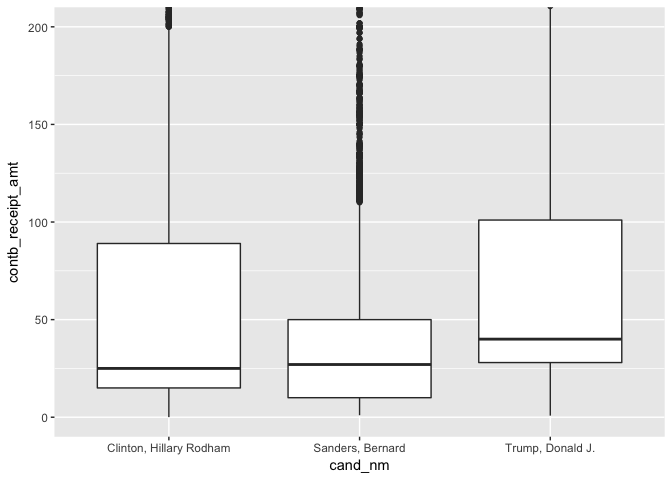 200
150
100
50
0
contb_receipt_amt
Clinton, Hillary Rodham
Sanders, Bernard
Trump, Donald J.
cand_nm